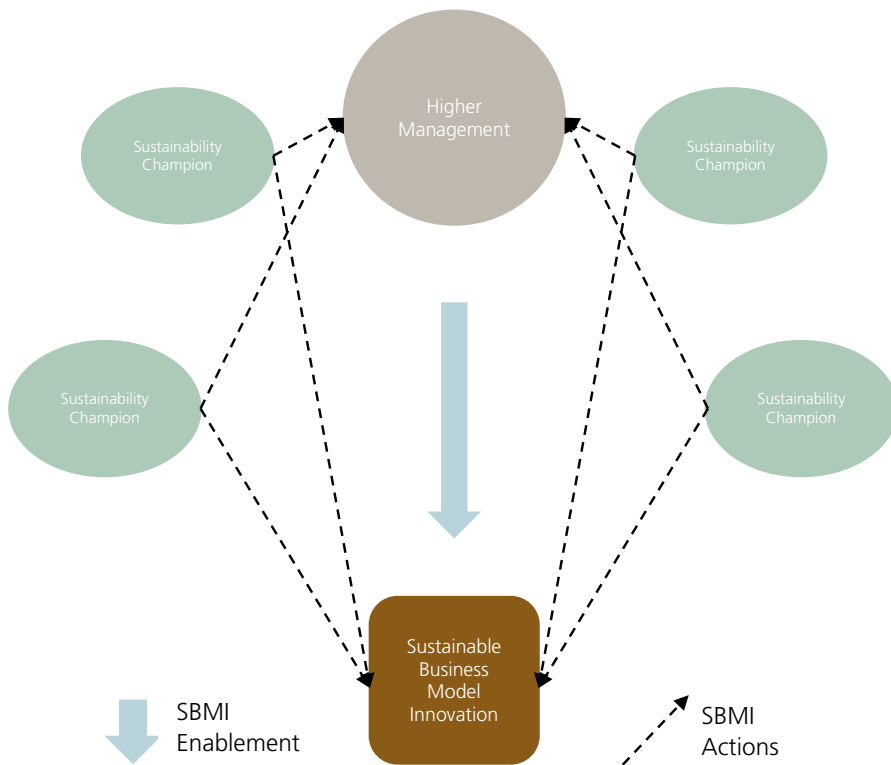 Higher
Management
Sustainability
Champion
Sustainability
Champion
Sustainability
Champion
Sustainability
Champion
Sustainable
Business
Model
Innovation
SBMI
Enablement
SBMI
Actions